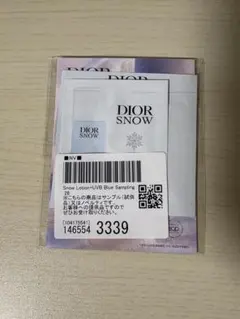 DIOR
SNOW
DIOR
SNOW
■NV■
Snow Lotion+UVB Blue Sampling
※こちらの商品はサンプル(試供
品)又はノベルティです。
お客様への提供品ですので
ぜひお受け取りください。
146554 3339